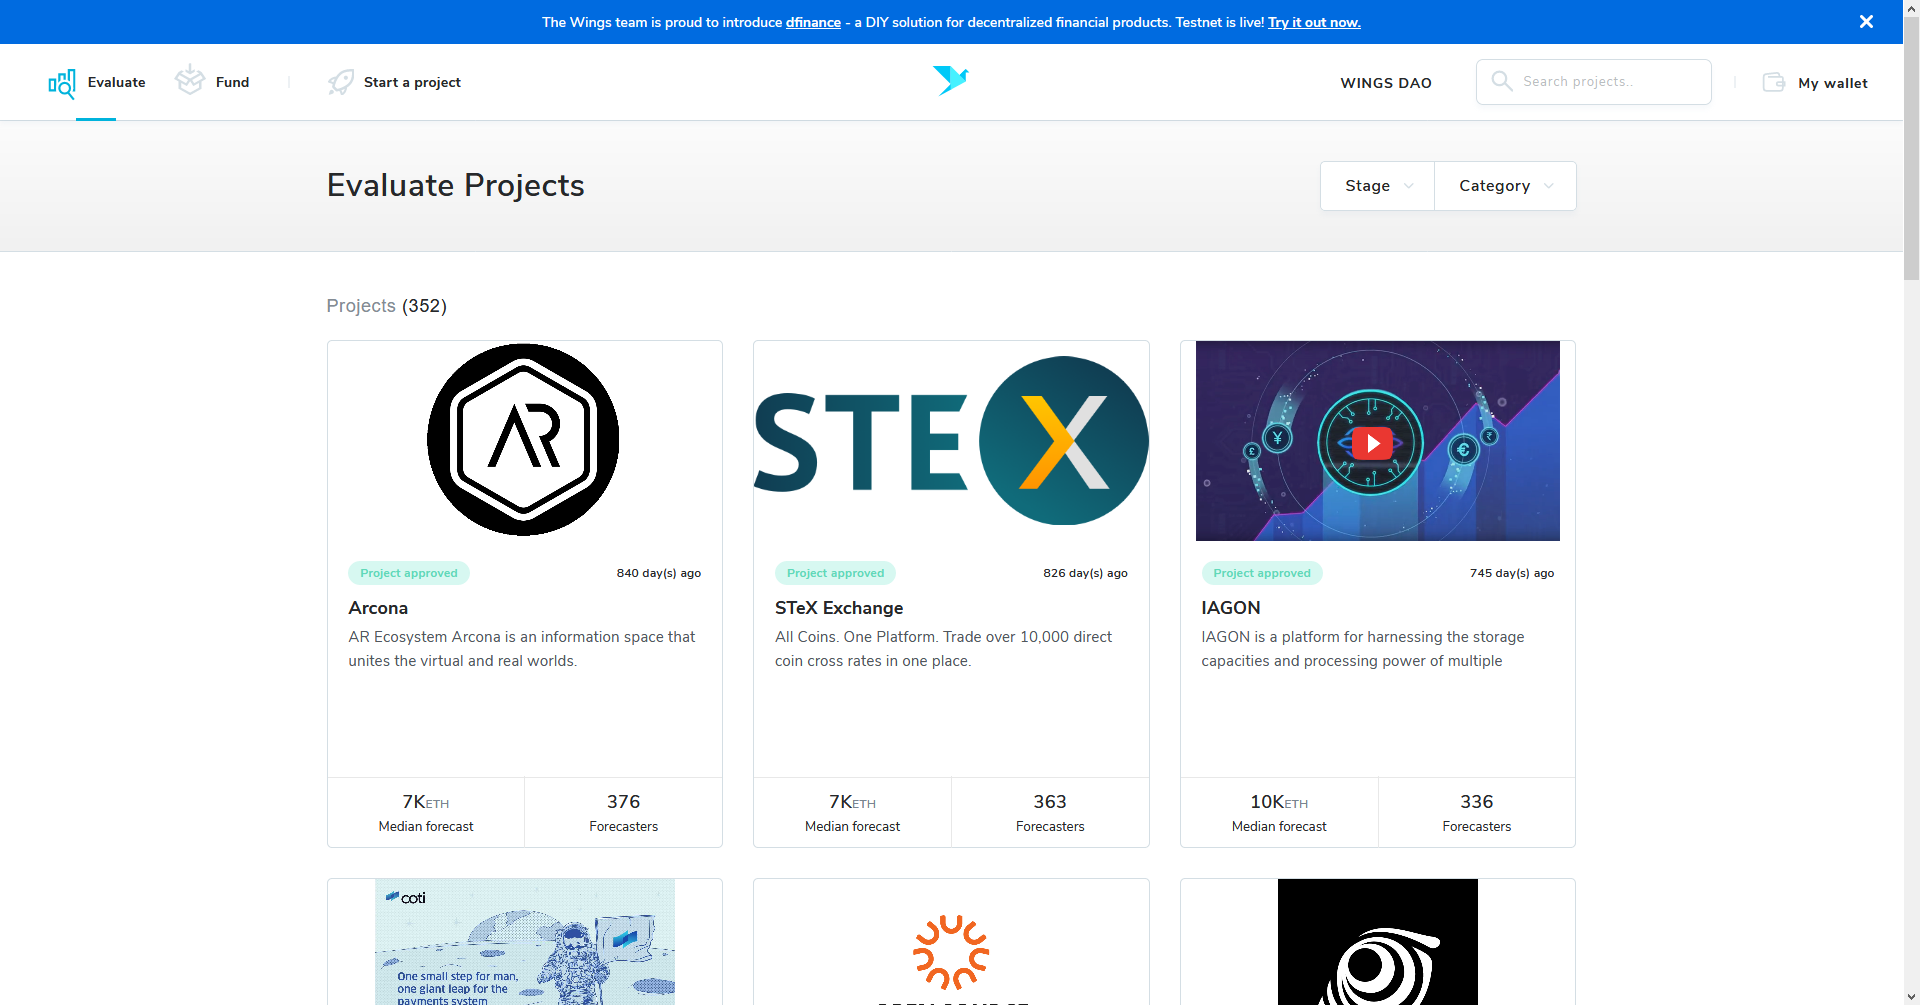 The Wings team is proud to introduce dfinance - a DIY solution for decentralized financial products. Testnet is live! Try it out now.
Evaluate
Fund
Start a project
WINGS DAO
Search projects..
My wallet
Evaluate Projects
Stage
Category
Projects (352)
AR
STEX
Project approved
840 day(s) ago
Arcona
AR Ecosystem Arcona is an information space that
unites the virtual and real worlds.
7KETH
Median forecast
376
Forecasters
Project approved
826 day(s) ago
STeX Exchange
All Coins. One Platform. Trade over 10,000 direct
coin cross rates in one place.
7KETH
Median forecast
363
Forecasters
Project approved
745 day(s) ago
IAGON
IAGON is a platform for harnessing the storage
capacities and processing power of multiple
10KETH
Median forecast
336
Forecasters
coti
One small step for man,
one giant leap for the
payments system